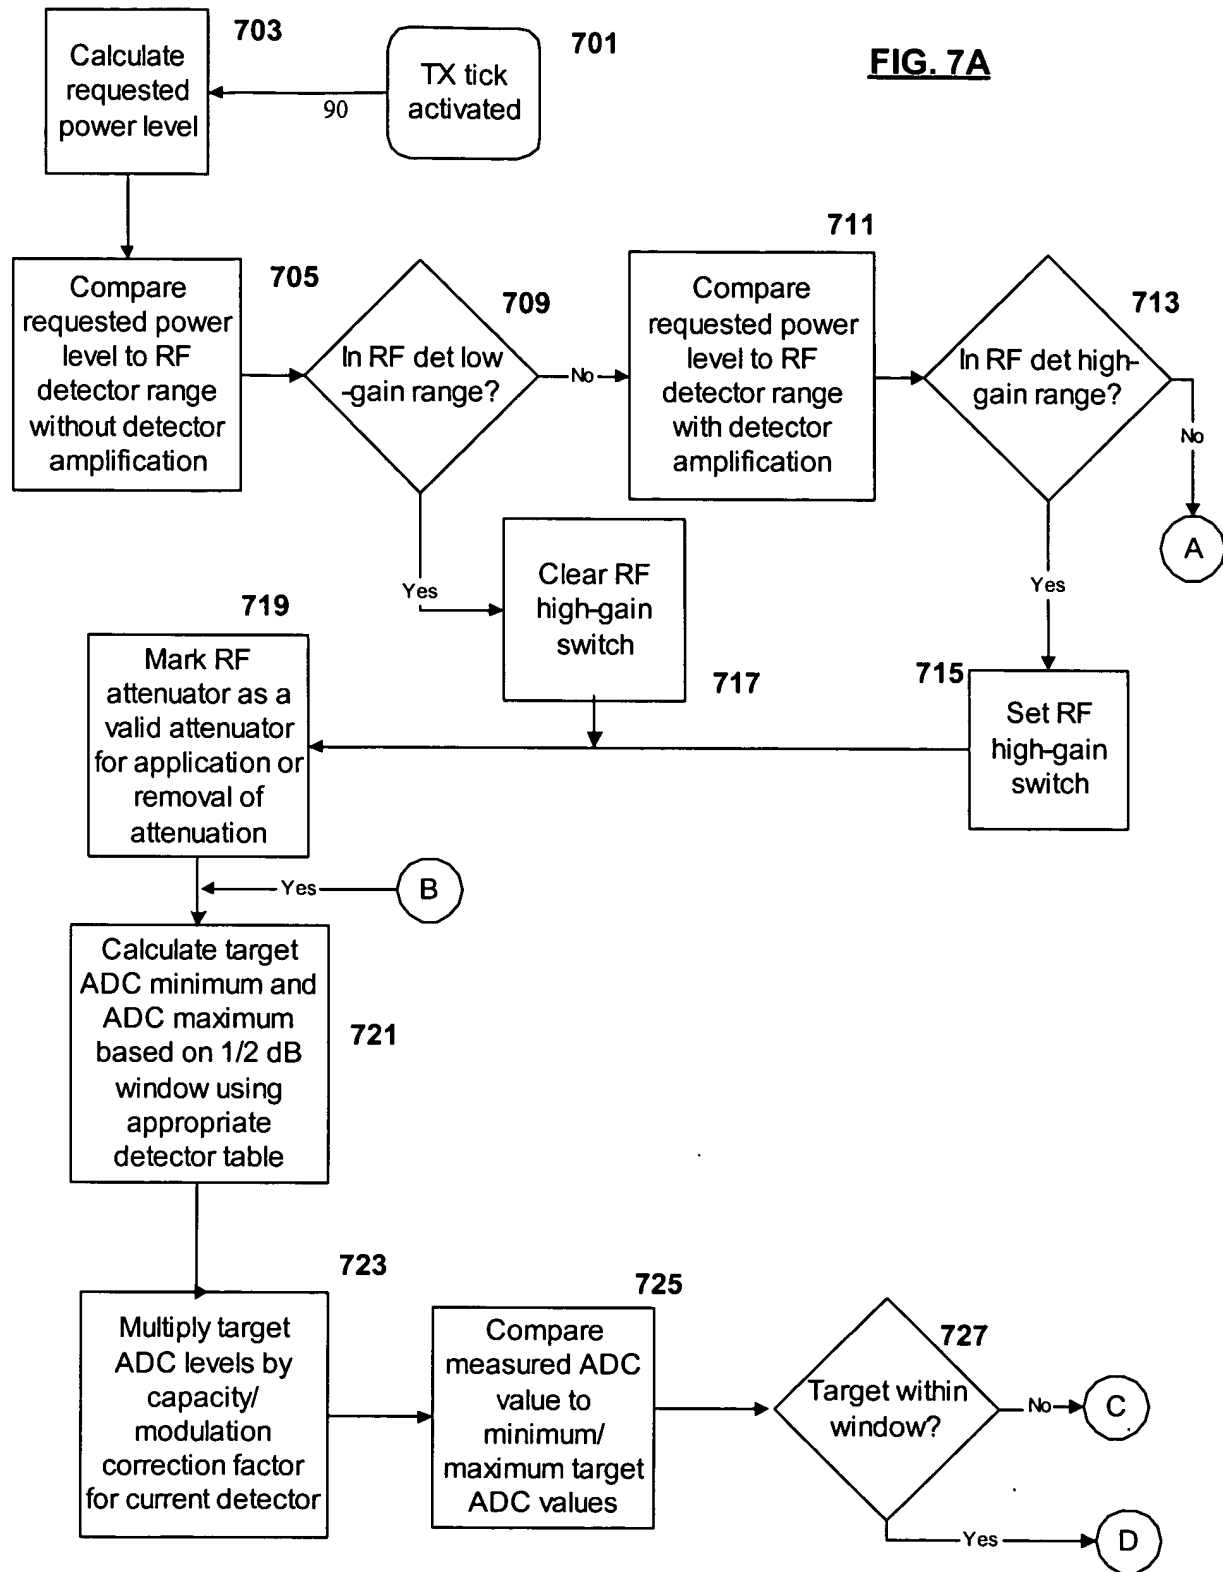 703
701
FIG. 7A
Calculate
requested
power level
90
TX tick
activated
705
Compare
requested power
level to RF
detector range
without detector
amplification
709
In RF det low
-gain range?
No
711
Compare
requested power
level to RF
detector range
with detector
amplification
713
In RF det high-
gain range?
No
A
Yes
Clear RF
high-gain
switch
717
Yes
715
Set RF
high-gain
switch
719
Mark RF
attenuator as a
valid attenuator
for application or
removal of
attenuation
Yes
B
Calculate target
ADC minimum and
ADC maximum
based on 1/2 dB
window using
appropriate
detector table
721
723
Multiply target
ADC levels by
capacity/
modulation
correction factor
for current detector
725
Compare
measured ADC
value to
minimum/
maximum target
ADC values
727
Target within
window?
No
C
Yes
D